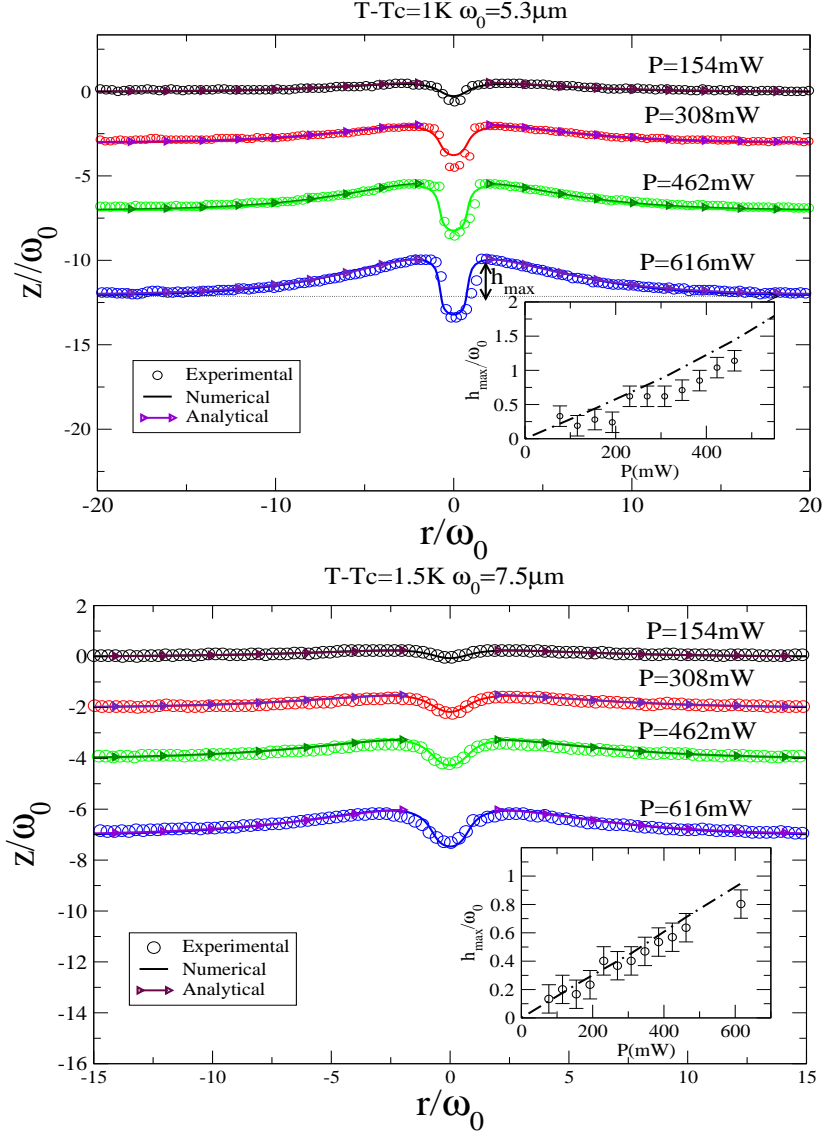 T-Tc=1K ω0=5.3μm
P=154mW
P=308mW
P=462mW
P=616mW
hmax
z//ω0
0
-5
-10
-15
-20
Experimental
Numerical
Analytical
hmax/ω0
2
1.5
1
0.5
0
0 200 400
P(mW)
-20 -10 0 10 20
r/ω0
T-Tc=1.5K ω0=7.5μm
P=154mW
P=308mW
P=462mW
P=616mW
z/ω0
2
0
-2
-4
-6
-8
-10
-12
-14
-16
Experimental
Numerical
Analytical
hmax/ω0
1
0.8
0.6
0.4
0.2
0
0 200 400 600
P(mW)
-15 -10 -5 0 5 10 15
r/ω0